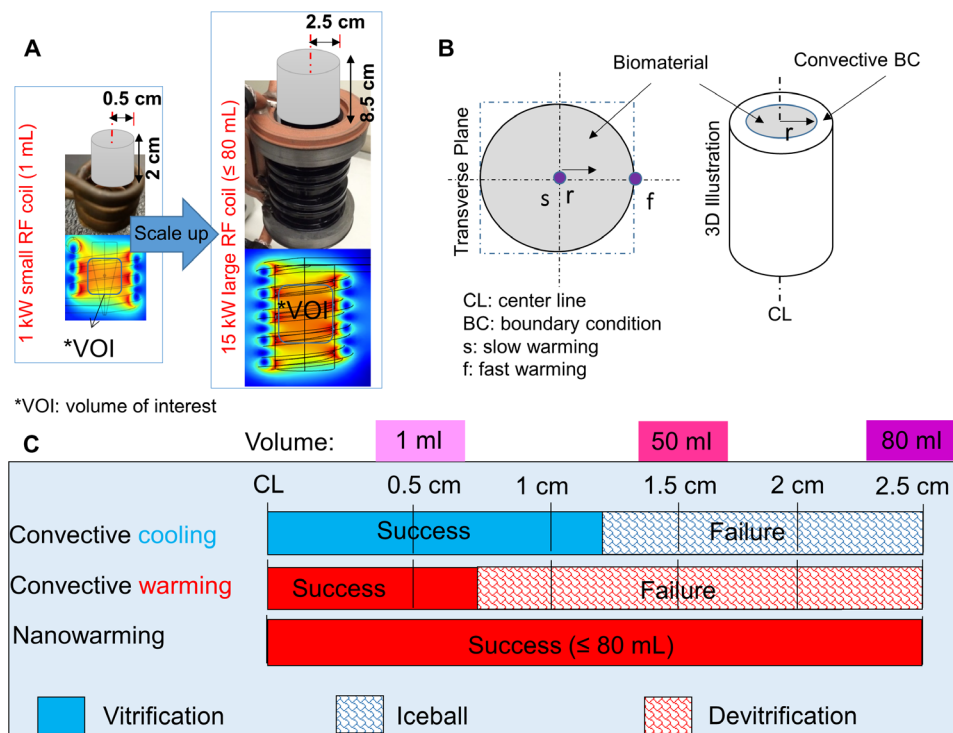 A
2.5 cm
0.5 cm
8.5 cm
2 cm
1 kW small RF coil (1 mL)
Scale up
15 kW large RF coil (≤ 80 mL)
*VOI
*VOI
*VOI: volume of interest
B
Biomaterial
Convective BC
Transverse Plane
s
r
f
3D Illustration
r
CL
CL: center line
BC: boundary condition
s: slow warming
f: fast warming
C
Volume:
1 ml
50 ml
80 ml
CL
0.5 cm
1 cm
1.5 cm
2 cm
2.5 cm
Convective cooling
Success
Failure
Convective warming
Success
Failure
Nanowarming
Success (≤ 80 mL)
Vitrification
Iceball
Devitrification